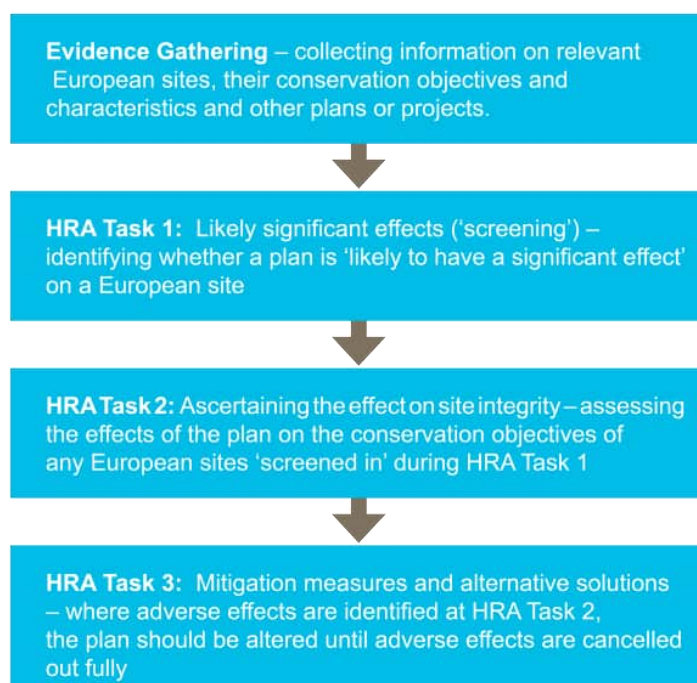 Evidence Gathering – collecting information on relevant
European sites, their conservation objectives and
characteristics and other plans or projects.
HRA Task 1: Likely significant effects (‘screening’) –
identifying whether a plan is ‘likely to have a significant effect’
on a European site
HRA Task 2: Ascertaining the effect on site integrity – assessing
the effects of the plan on the conservation objectives of
any European sites ‘screened in’ during HRA Task 1
HRA Task 3: Mitigation measures and alternative solutions
– where adverse effects are identified at HRA Task 2,
the plan should be altered until adverse effects are cancelled
out fully